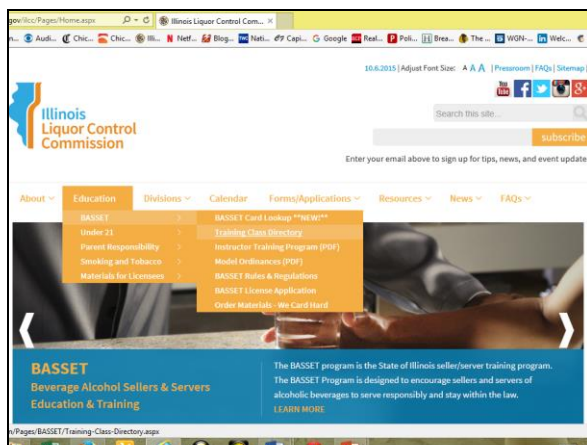 gov/ilcc/Pages/Home.aspx
Illinois Liquor Control Com... ×
Audi... Chic... Chic... Illi... Netf... Blog... Nati... Capi... Google Real... Poli... Brea... The ... WGN-... Welc...
10.6.2015 | Adjust Font Size: A A A | Pressroom | FAQs | Sitemap |
You Tube
Search this site...
Illinois
Liquor Control
Commission
subscribe
Enter your email above to sign up for tips, news, and event update
About Education Divisions Calendar Forms/Applications Resources News FAQs
BASSET
Under 21
Parent Responsibility
Smoking and Tobacco
Materials for Licensees
BASSET Card Lookup **NEW!**
Training Class Directory
Instructor Training Program (PDF)
Model Ordinances (PDF)
BASSET Rules & Regulations
BASSET License Application
Order Materials - We Card Hard
BASSET
Beverage Alcohol Sellers & Servers
Education & Training
The BASSET program is the State of Illinois seller/server training program.
The BASSET Program is designed to encourage sellers and servers of
alcoholic beverages to serve responsibly and stay within the law.
LEARN MORE
n/Pages/BASSET/Training-Class-Directory.aspx